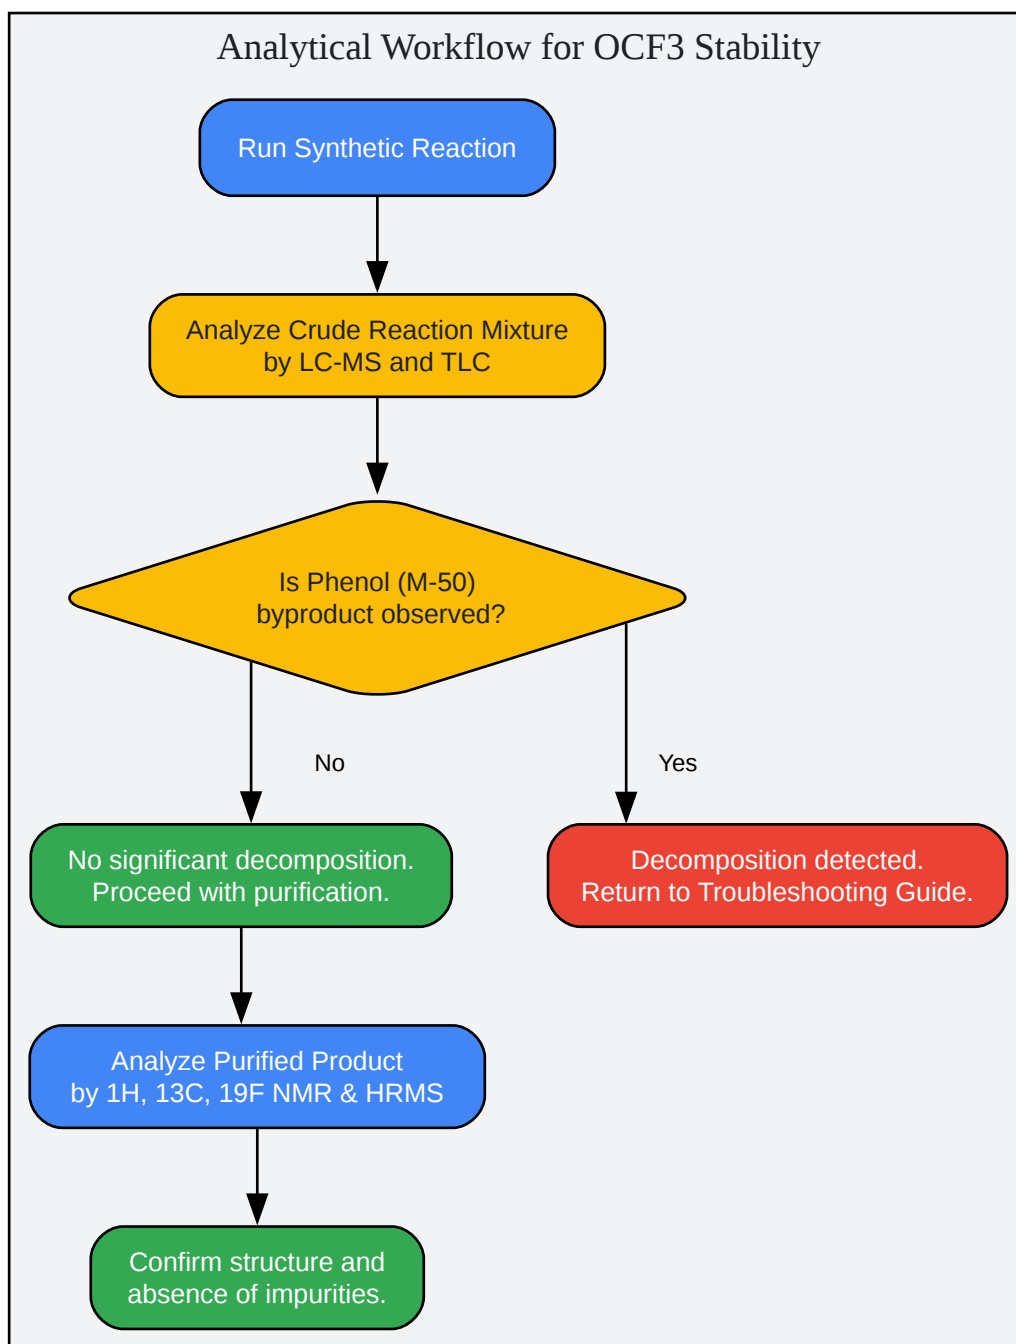 Analytical Workflow for OCF3 Stability
Run Synthetic Reaction
Analyze Crude Reaction Mixture
by LC-MS and TLC
Is Phenol (M-50)
byproduct observed?
No
Yes
No significant decomposition.
Proceed with purification.
Decomposition detected.
Return to Troubleshooting Guide.
Analyze Purified Product
by 1H, 13C, 19F NMR & HRMS
Confirm structure and
absence of impurities.